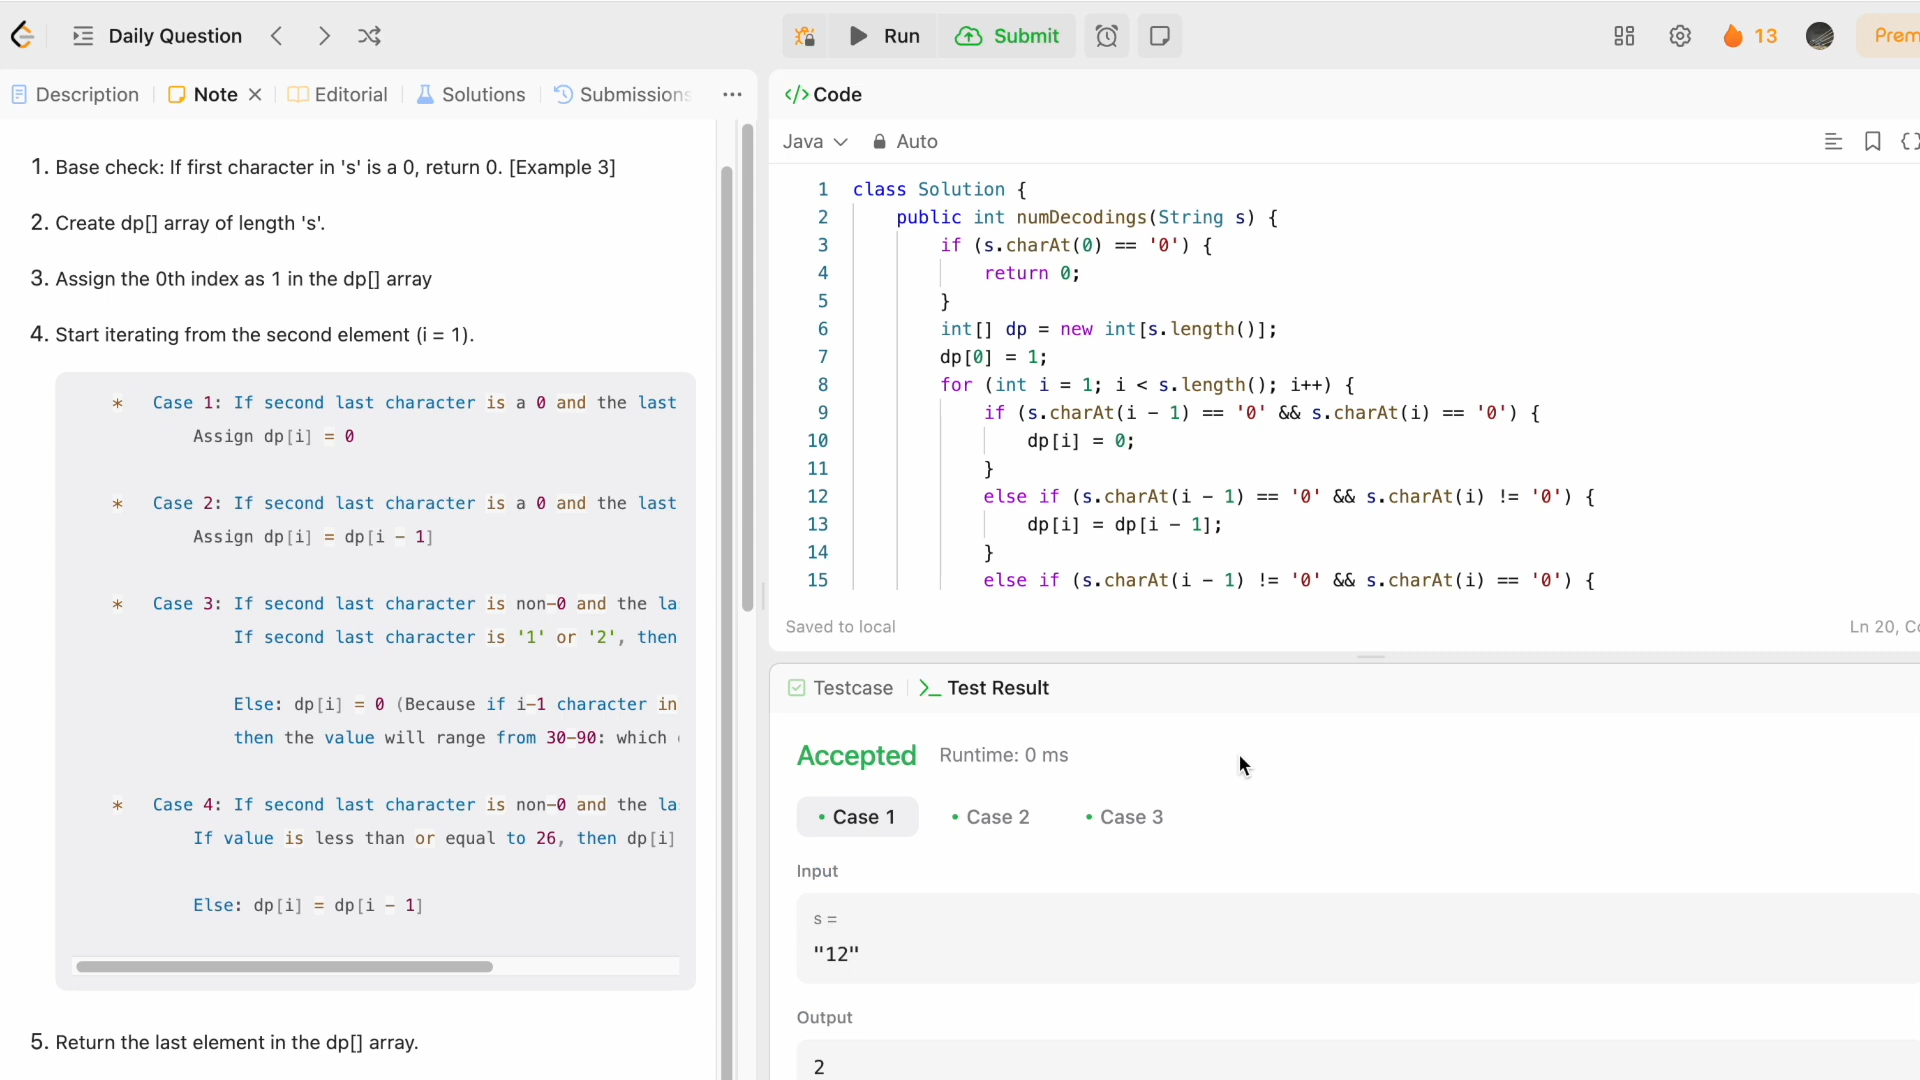 Daily Question
Run
Submit
13
Prem
Description
Note
Editorial
Solutions
Submissions
1. Base check: If first character in 's' is a 0, return 0. [Example 3]
2. Create dp[] array of length 's'.
3. Assign the 0th index as 1 in the dp[] array
4. Start iterating from the second element (i = 1).
* Case 1: If second last character is a 0 and the last
Assign dp[i] = 0
* Case 2: If second last character is a 0 and the last
Assign dp[i] = dp[i - 1]
* Case 3: If second last character is non-0 and the la
If second last character is '1' or '2', then
Else: dp[i] = 0 (Because if i-1 character in
then the value will range from 30-90: which
* Case 4: If second last character is non-0 and the la
If value is less than or equal to 26, then dp[i]
Else: dp[i] = dp[i - 1]
5. Return the last element in the dp[] array.
</> Code
Java
Auto
1 class Solution {
2 public int numDecodings(String s) {
3 if (s.charAt(0) == '0') {
4 return 0;
5 }
6 int[] dp = new int[s.length()];
7 dp[0] = 1;
8 for (int i = 1; i < s.length(); i++) {
9 if (s.charAt(i - 1) == '0' && s.charAt(i) == '0') {
10 dp[i] = 0;
11 }
12 else if (s.charAt(i - 1) == '0' && s.charAt(i) != '0') {
13 dp[i] = dp[i - 1];
14 }
15 else if (s.charAt(i - 1) != '0' && s.charAt(i) == '0') {
Saved to local
Ln 20, Co
Testcase
Test Result
Accepted Runtime: 0 ms
• Case 1 • Case 2 • Case 3
Input
s =
"12"
Output
2